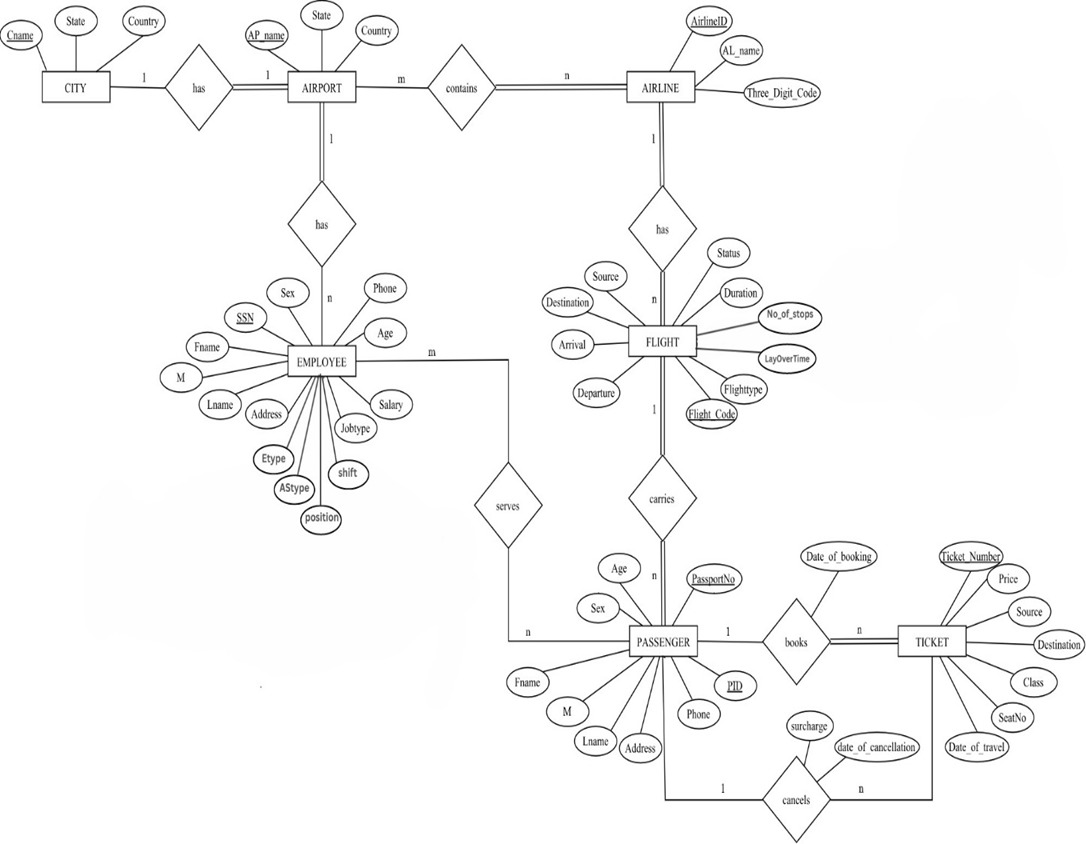 State
Country
Cname
CITY
1
has
1
State
AP_name
Country
AIRPORT
m
contains
n
AirlineID
AL_name
AIRLINE
Three_Digit_Code
1
has
n
1
has
n
Sex
Phone
SSN
Age
Fname
M
EMPLOYEE
m
Lname
Address
Salary
Jobtype
Etype
shift
AStype
position
Source
Status
Destination
Duration
No_of_stops
Arrival
FLIGHT
LayOverTime
Departure
Flighttype
Flight_Code
1
carries
n
serves
n
Age
PassportNo
Sex
PASSENGER
Fname
PID
M
Phone
Lname
Address
1
Date_of_booking
books
n
Ticket_Number
Price
Source
TICKET
Destination
Class
SeatNo
Date_of_travel
surcharge
date_of_cancellation
1
cancels
n